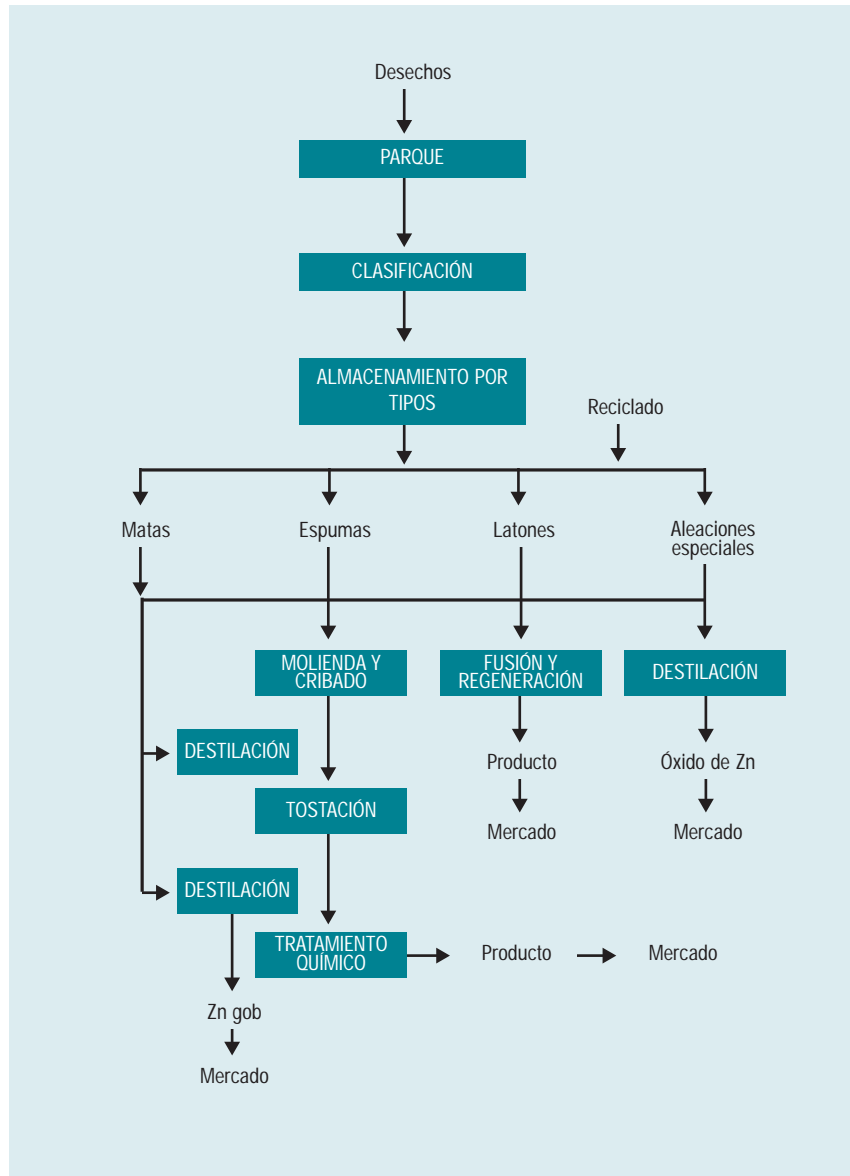 Desechos
PARQUE
CLASIFICACIÓN
ALMACENAMIENTO POR
TIPOS
Reciclado
Matas
Espumas
Latones
Aleaciones
especiales
MOLIENDA Y
CRIBADO
FUSIÓN Y
REGENERACIÓN
DESTILACIÓN
DESTILACIÓN
Producto
Óxido de Zn
TOSTACIÓN
Mercado
Mercado
DESTILACIÓN
TRATAMIENTO
QUÍMICO
Producto
Mercado
Zn gob
Mercado